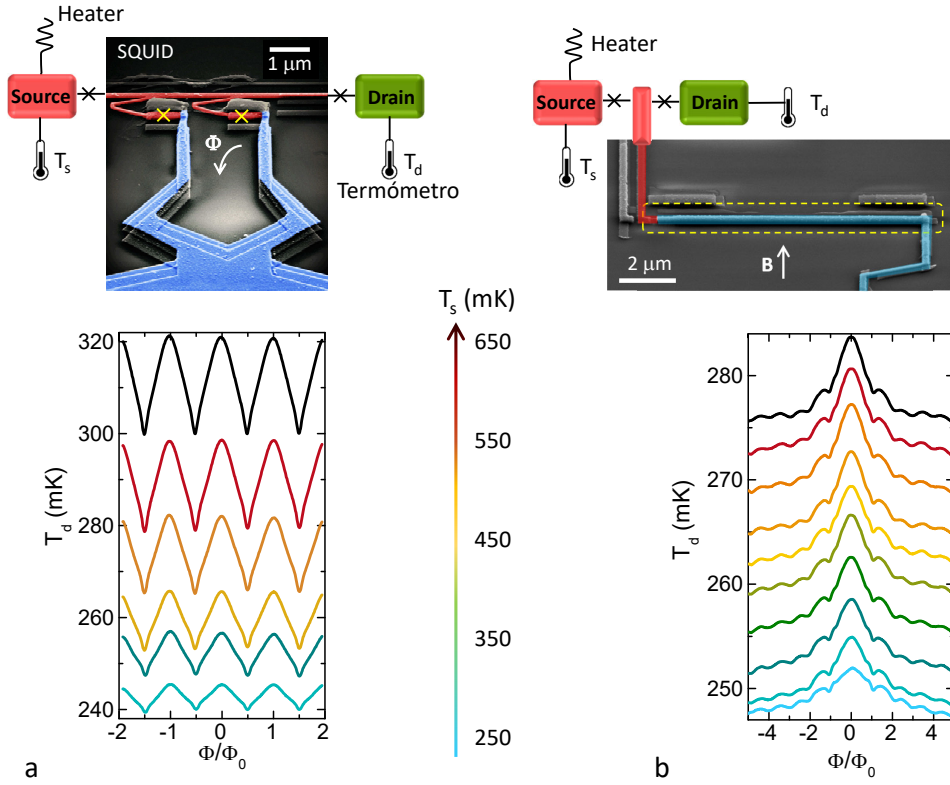 Heater
SQUID
1 μm
Source
Drain
T_s
Φ
T_d
Termómetro
Heater
Source
Drain
T_d
T_s
B
2 μm
T_s (mK)
650
550
450
350
250
320
300
280
260
240
T_d (mK)
-2 -1 0 1 2
Φ/Φ_0
a
280
270
260
250
T_d (mK)
-4 -2 0 2 4
Φ/Φ_0
b